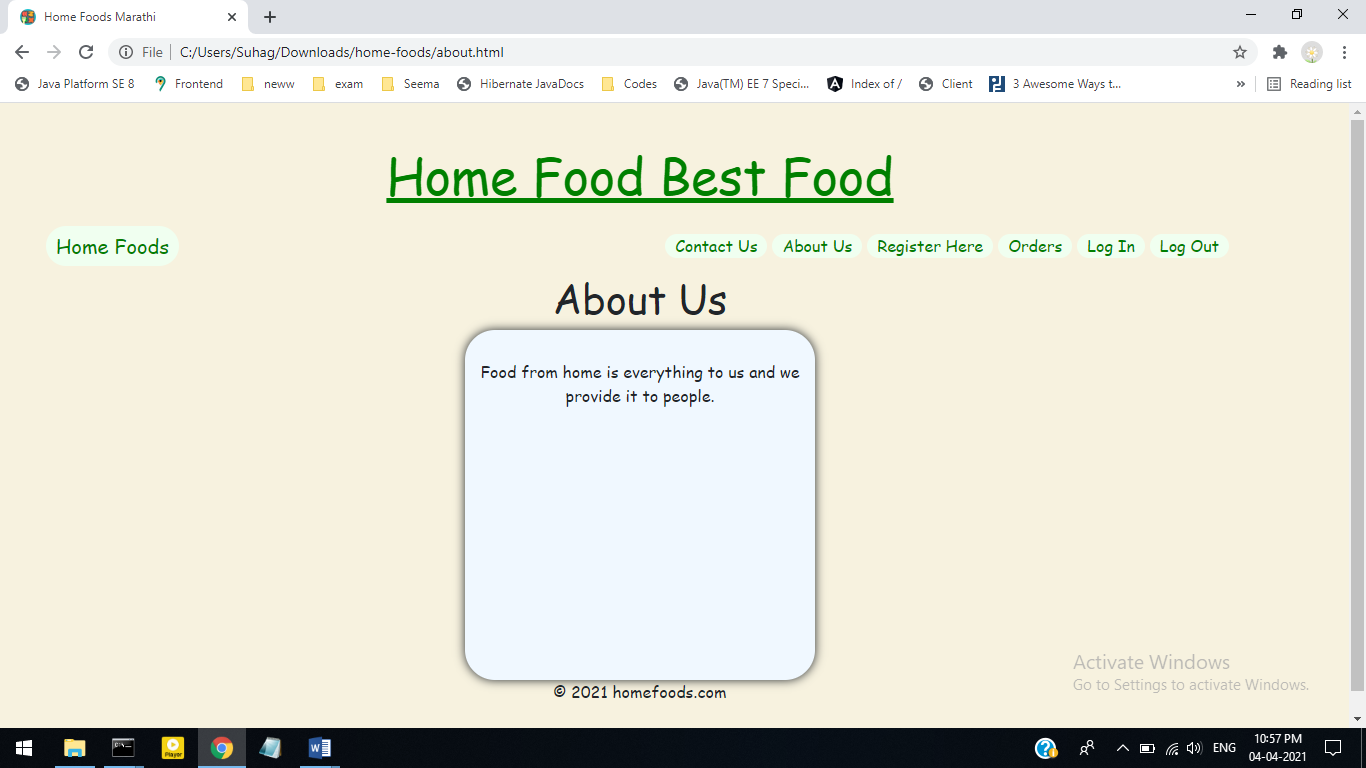 Home Foods Marathi
File
C:/Users/Suhag/Downloads/home-foods/about.html
Java Platform SE 8 Frontend neww exam Seema Hibernate JavaDocs Codes Java(TM) EE 7 Speci... Index of / Client 3 Awesome Ways t... » Reading list
Home Food Best Food
Home Foods
Contact Us About Us Register Here Orders Log In Log Out
About Us
Food from home is everything to us and we
provide it to people.
© 2021 homefoods.com
Activate Windows
Go to Settings to activate Windows.
Player
ENG
10:57 PM
04-04-2021